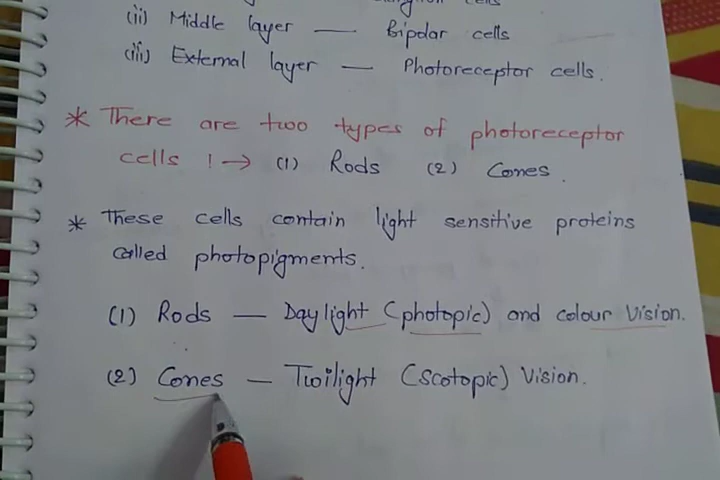 cells
(ii) Middle layer — Bipolar cells
(iii) External layer — Photoreceptor cells.
* There are two types of photoreceptor
cells :→ (1) Rods (2) Cones.
* These cells contain light sensitive proteins
called photopigments.
(1) Rods — Daylight (photopic) and colour Vision.
(2) Cones — Twilight (scotopic) Vision.